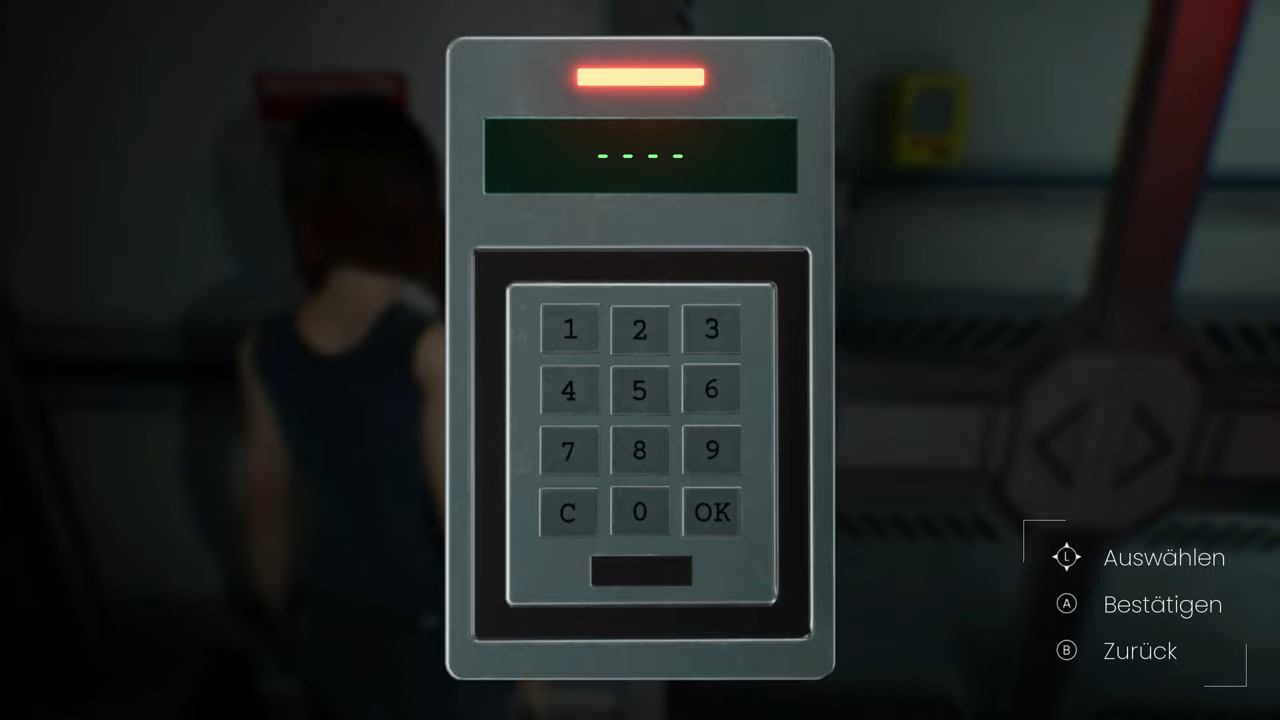 ----
1 2 3
4 5 6
7 8 9
C 0 OK
L Auswählen
A Bestätigen
B Zurück